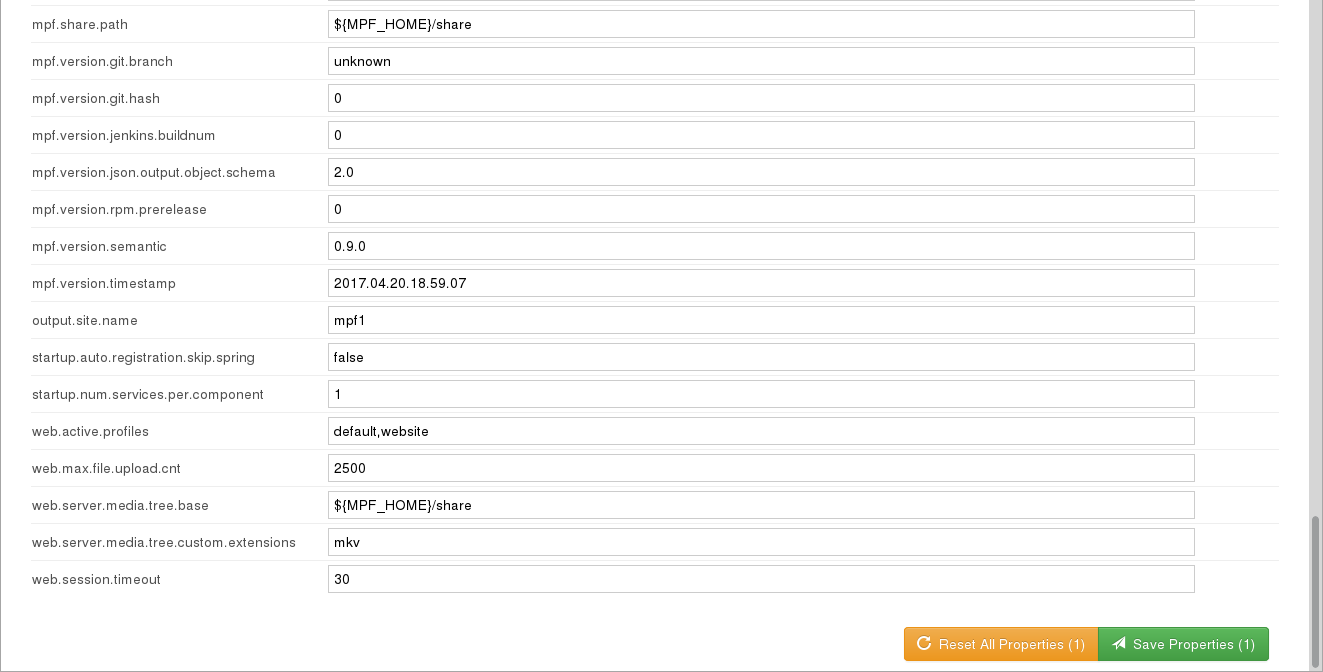 mpf.share.path ${MPF_HOME}/share
mpf.version.git.branch unknown
mpf.version.git.hash 0
mpf.version.jenkins.buildnum 0
mpf.version.json.output.object.schema 2.0
mpf.version.rpm.prerelease 0
mpf.version.semantic 0.9.0
mpf.version.timestamp 2017.04.20.18.59.07
output.site.name mpf1
startup.auto.registration.skip.spring false
startup.num.services.per.component 1
web.active.profiles default,website
web.max.file.upload.cnt 2500
web.server.media.tree.base ${MPF_HOME}/share
web.server.media.tree.custom.extensions mkv
web.session.timeout 30
Reset All Properties (1) Save Properties (1)